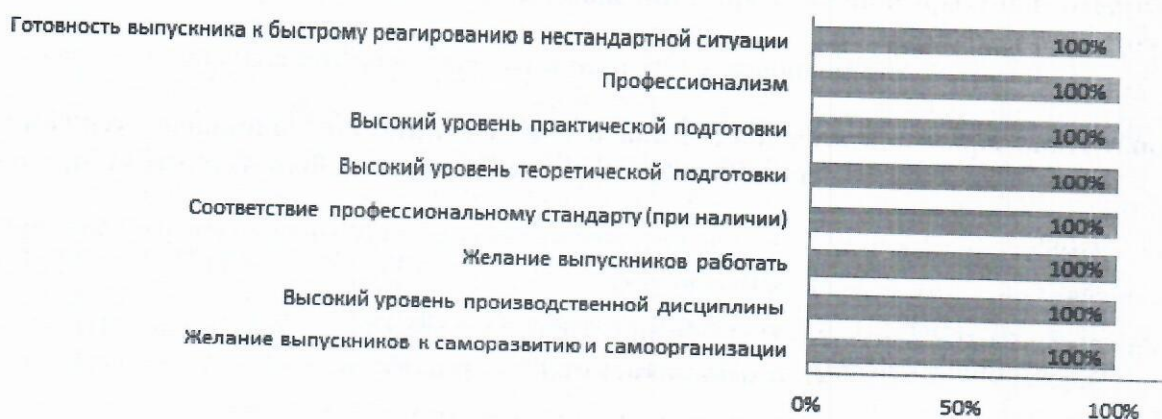 Готовность выпускника к быстрому реагированию в нестандартной ситуации 100%
Профессионализм 100%
Высокий уровень практической подготовки 100%
Высокий уровень теоретической подготовки 100%
Соответствие профессиональному стандарту (при наличии) 100%
Желание выпускников работать 100%
Высокий уровень производственной дисциплины 100%
Желание выпускников к саморазвитию и самоорганизации 100%
0% 50% 100%